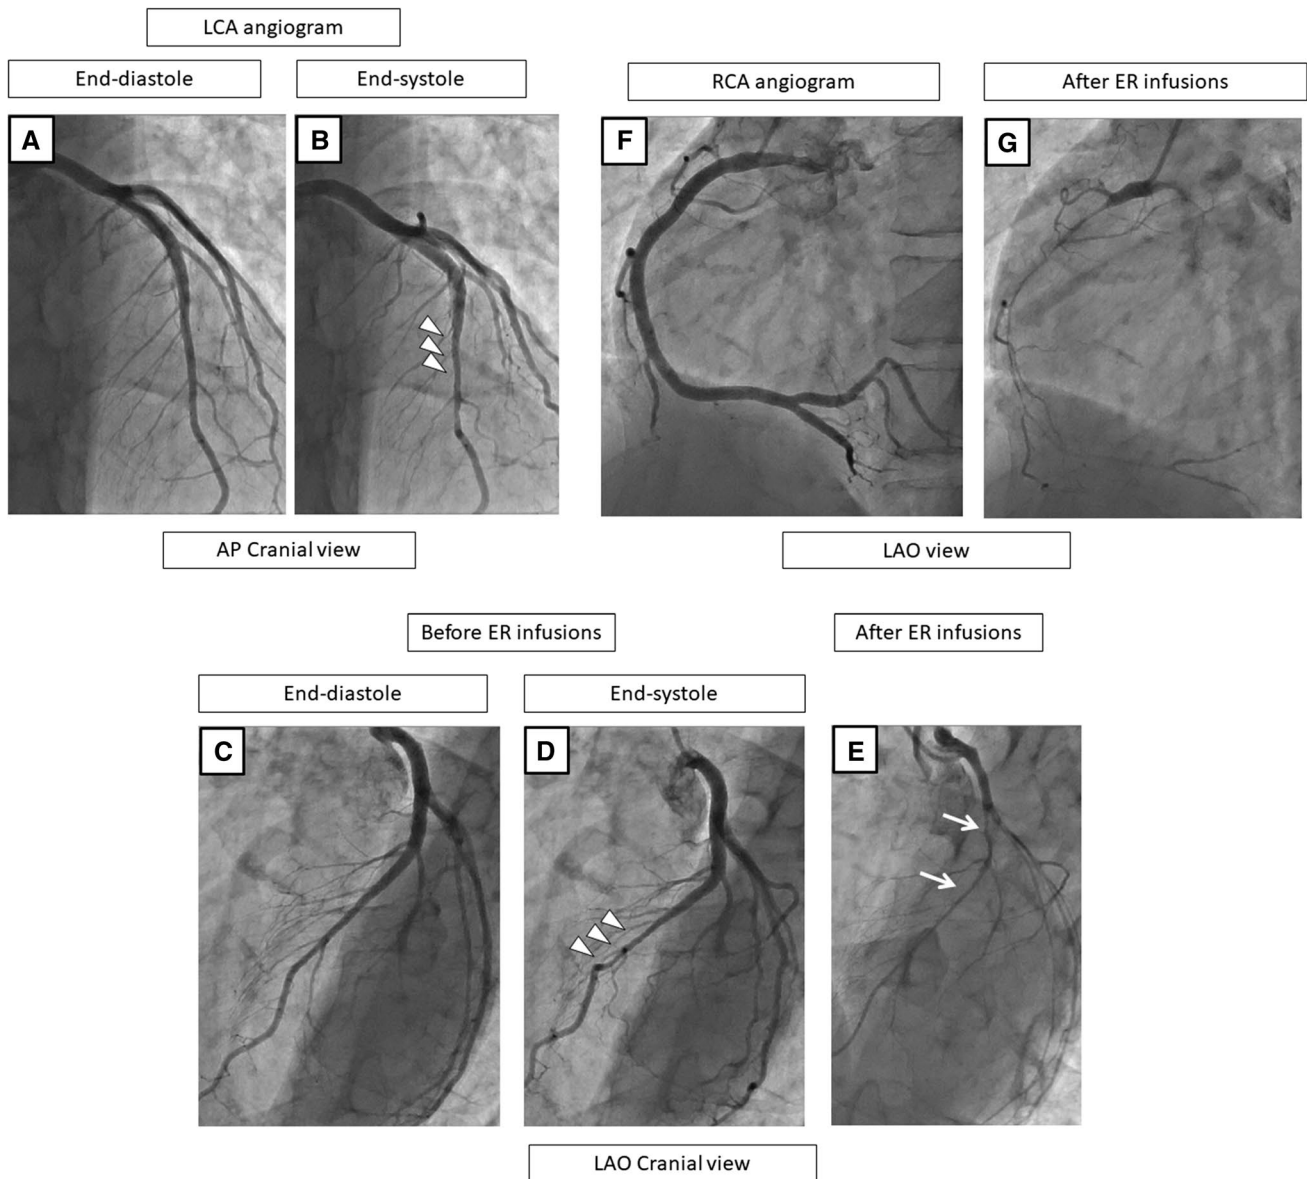 LCA angiogram
End-diastole
End-systole
RCA angiogram
After ER infusions
A
B
F
G
AP Cranial view
LAO view
Before ER infusions
After ER infusions
End-diastole
End-systole
C
D
E
LAO Cranial view